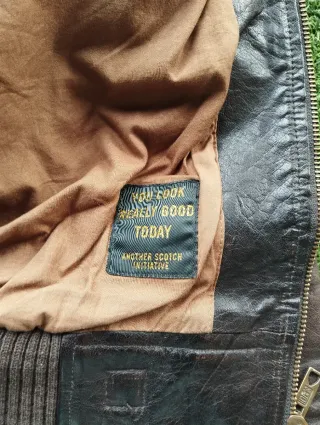 YOU LOOK
REALLY GOOD
TODAY
ANOTHER SCOTCH
INITIATIVE